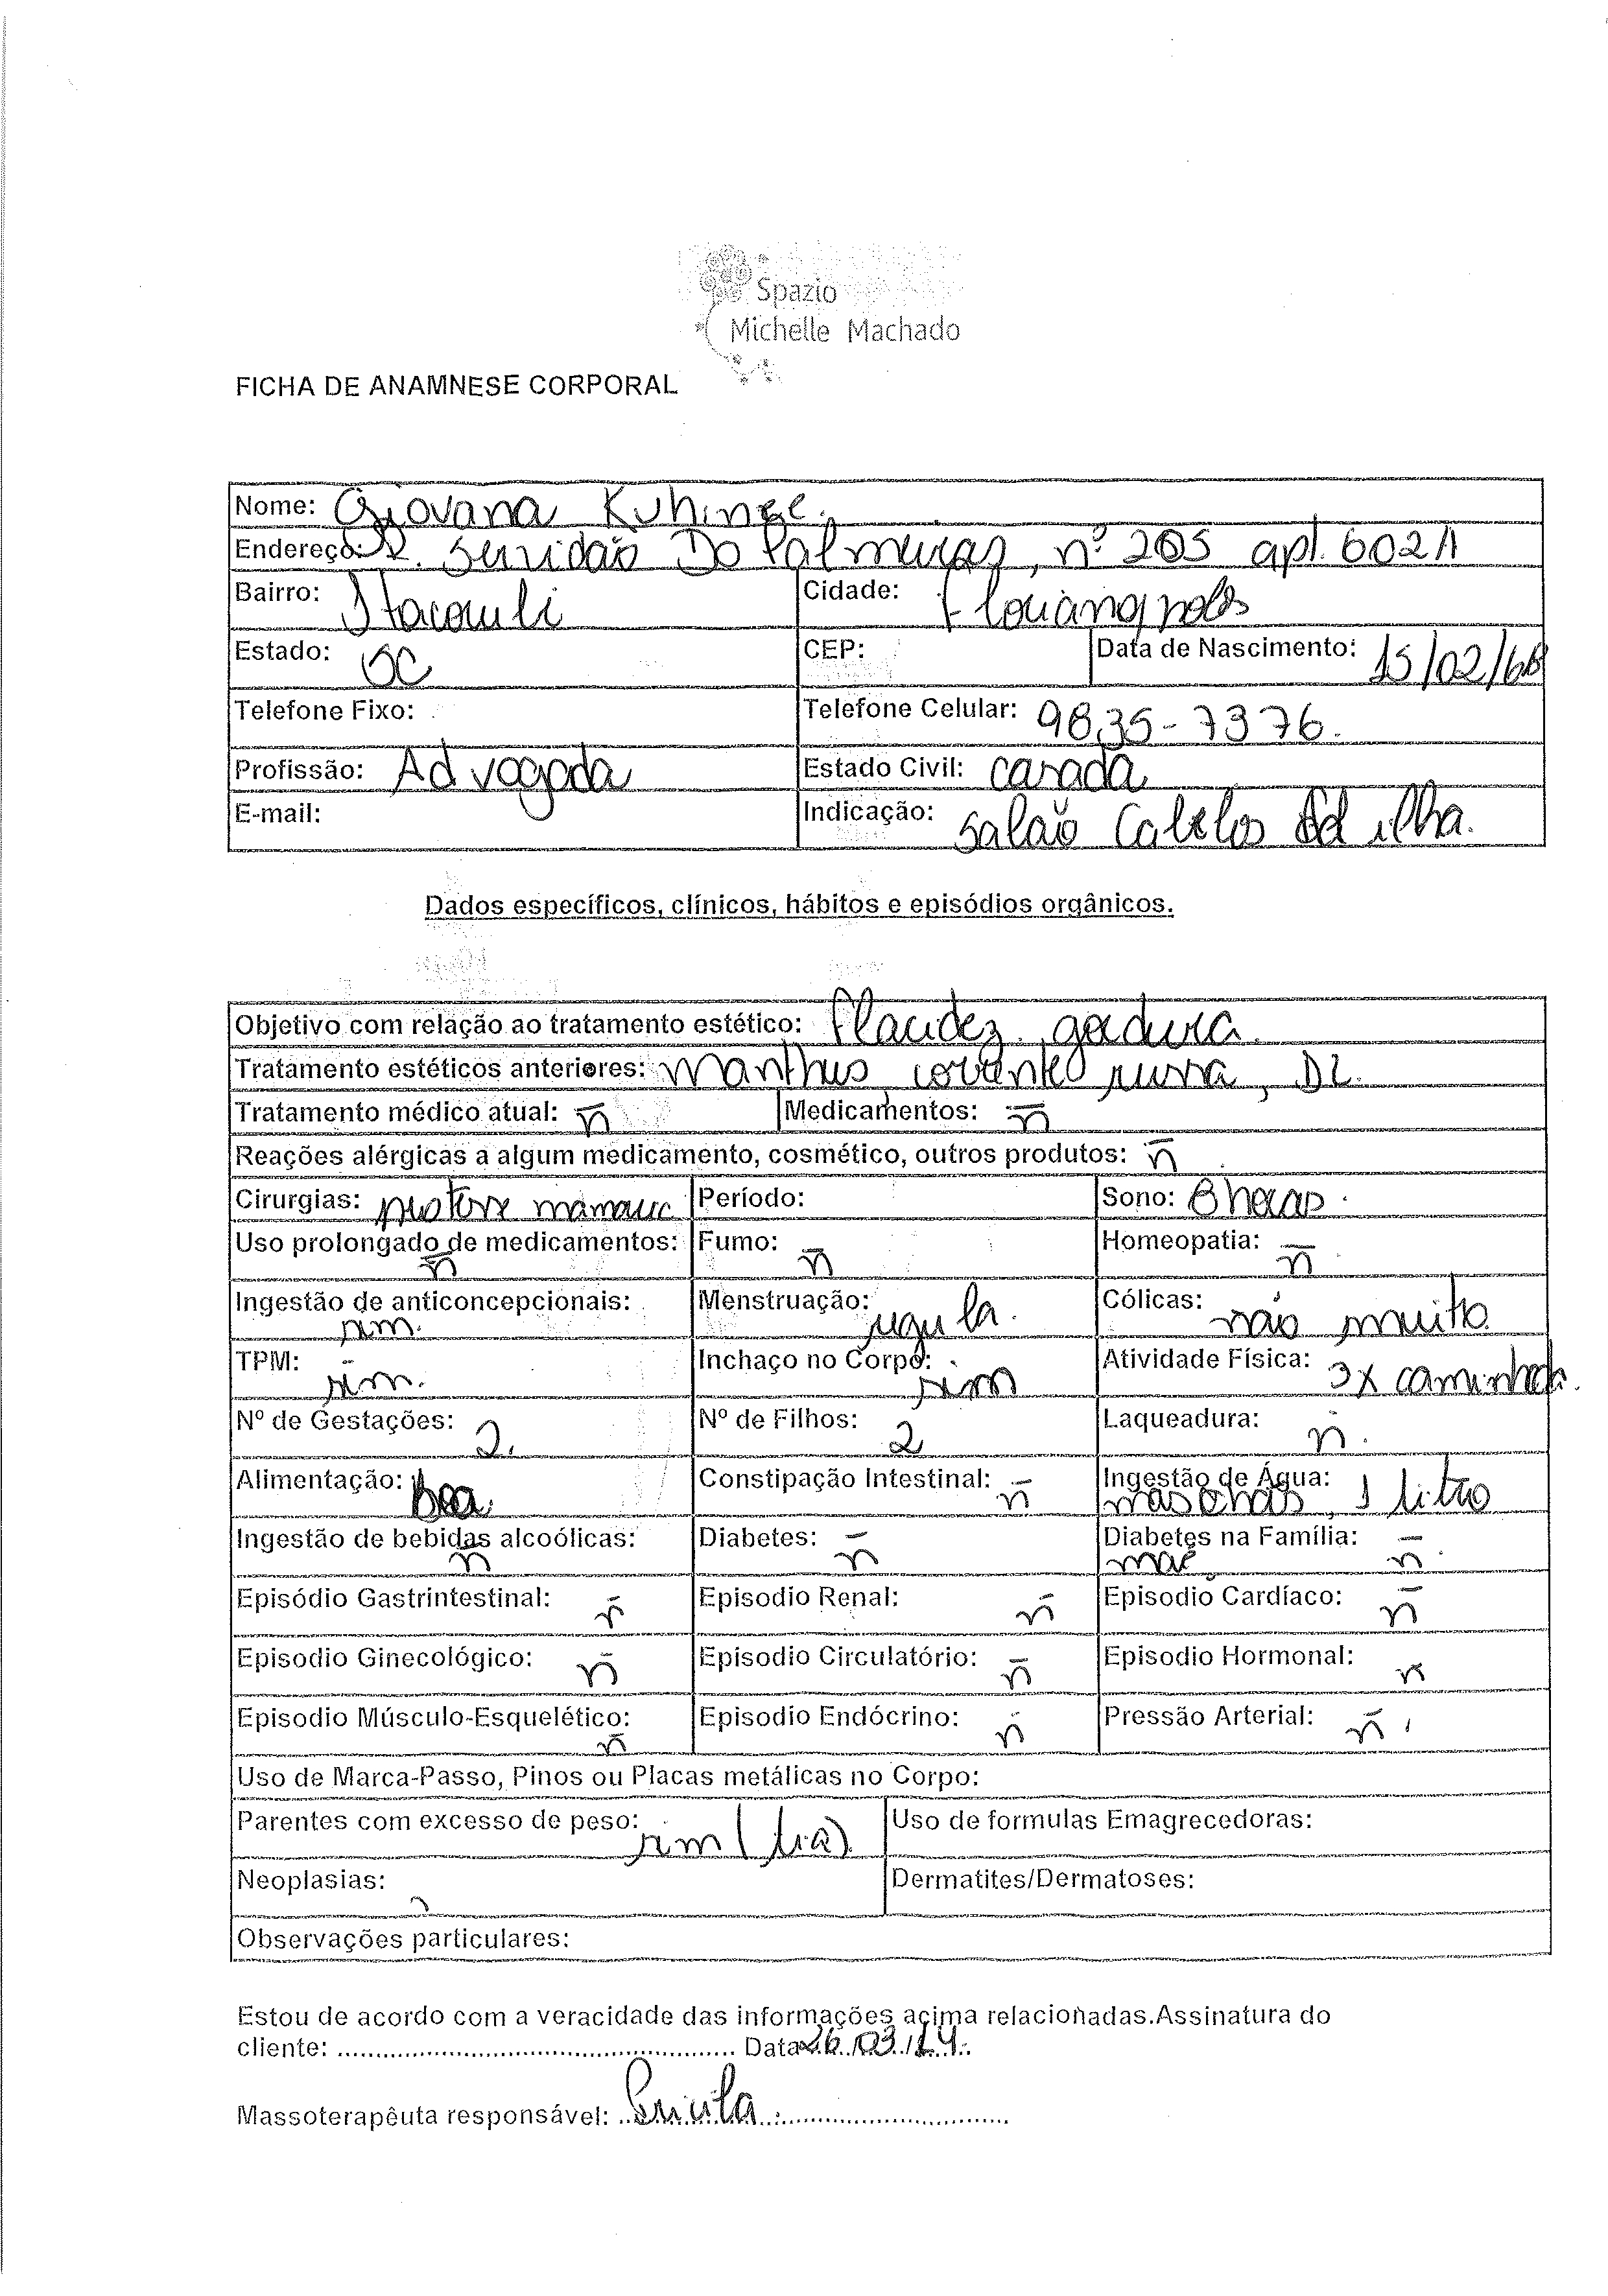 Spazio
Michelle Machado
FICHA DE ANAMNESE CORPORAL
Nome: Giovana Kuhinge
Endereço: R. Servidão Do Palmeiras, nº 205 apt. 602 A
Bairro: Itacorubi Cidade: Florianopolis
Estado: SC CEP: Data de Nascimento: 15/02/68
Telefone Fixo: Telefone Celular: 9835-7376.
Profissão: Advogada Estado Civil: casada
E-mail: Indicação: salão Cabelos da ilha.
Dados específicos, clínicos, hábitos e episódios orgânicos.
Objetivo com relação ao tratamento estético: Flacidez, gordura.
Tratamento estéticos anteriores: Manthus corrente russa, DL.
Tratamento médico atual: ñ Medicamentos: ñ
Reações alérgicas a algum medicamento, cosmético, outros produtos: ñ
Cirurgias: protese mamaria Período: Sono: 8 horas.
Uso prolongado de medicamentos: ñ Fumo: ñ Homeopatia: ñ
Ingestão de anticoncepcionais: sim. Menstruação: regula. Cólicas: não muito
TPM: sim. Inchaço no Corpo: sim Atividade Física: 3x caminhada.
Nº de Gestações: 2. Nº de Filhos: 2 Laqueadura: ñ.
Alimentação: boa. Constipação Intestinal: ñ Ingestão de Água: mas chás, 1 litro
Ingestão de bebidas alcoólicas: ñ Diabetes: ñ Diabetes na Família: ñ
Episódio Gastrintestinal: ñ Episodio Renal: ñ Episodio Cardíaco: ñ
Episodio Ginecológico: ñ Episodio Circulatório: ñ Episodio Hormonal: ñ
Episodio Músculo-Esquelético: ñ Episodio Endócrino: ñ Pressão Arterial: ñ
Uso de Marca-Passo, Pinos ou Placas metálicas no Corpo:
Parentes com excesso de peso: sim (tia) Uso de formulas Emagrecedoras:
Neoplasias: Dermatites/Dermatoses:
Observações particulares:
Estou de acordo com a veracidade das informações acima relacionadas.Assinatura do
cliente: ................................................ Data 26/03/14.
Massoterapêuta responsável: ..............................